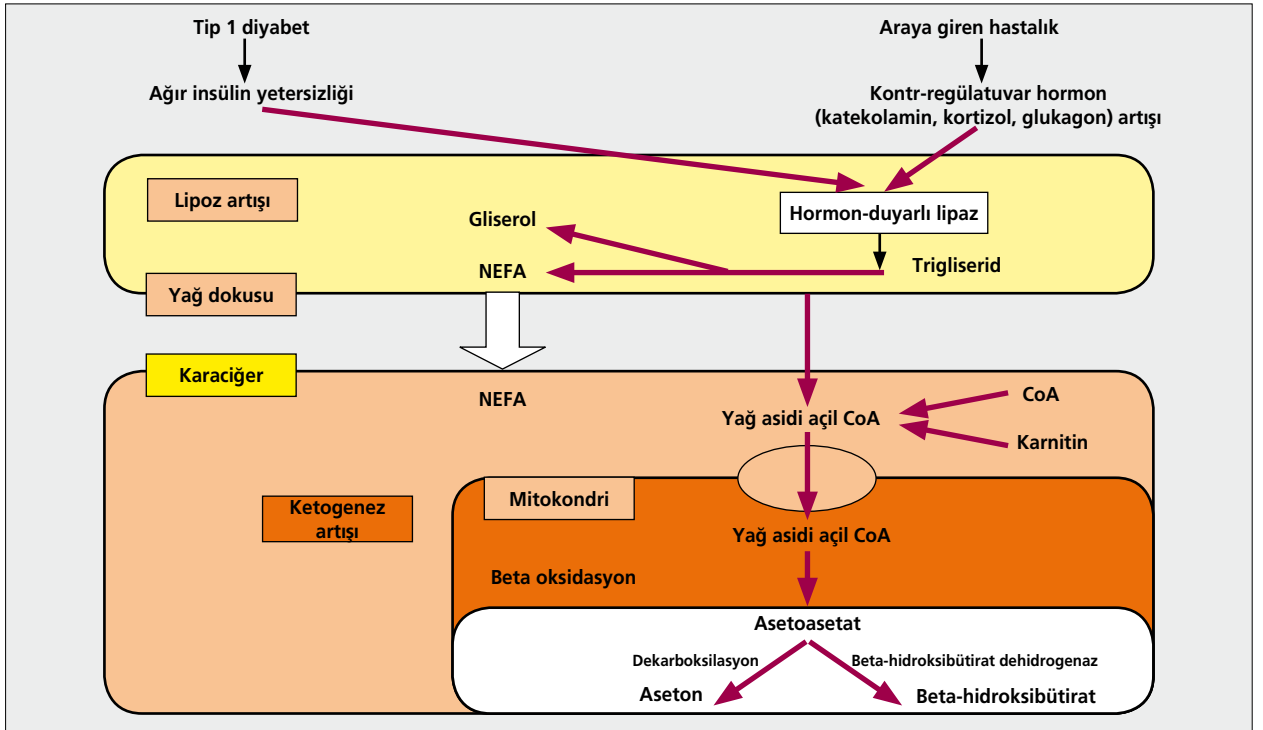 Tip 1 diyabet
Araya giren hastalık
Ağır insülin yetersizliği
Kontr-regülatuvar hormon
(katekolamin, kortizol, glukagon) artışı
Lipoz artışı
Hormon-duyarlı lipaz
Gliserol
NEFA
Trigliserid
Yağ dokusu
Karaciğer
NEFA
CoA
Yağ asidi açil CoA
Karnitin
Mitokondri
Ketogenez
artışı
Yağ asidi açil CoA
Beta oksidasyon
Asetoasetat
Dekarboksilasyon
Beta-hidroksibütirat dehidrogenaz
Aseton
Beta-hidroksibütirat